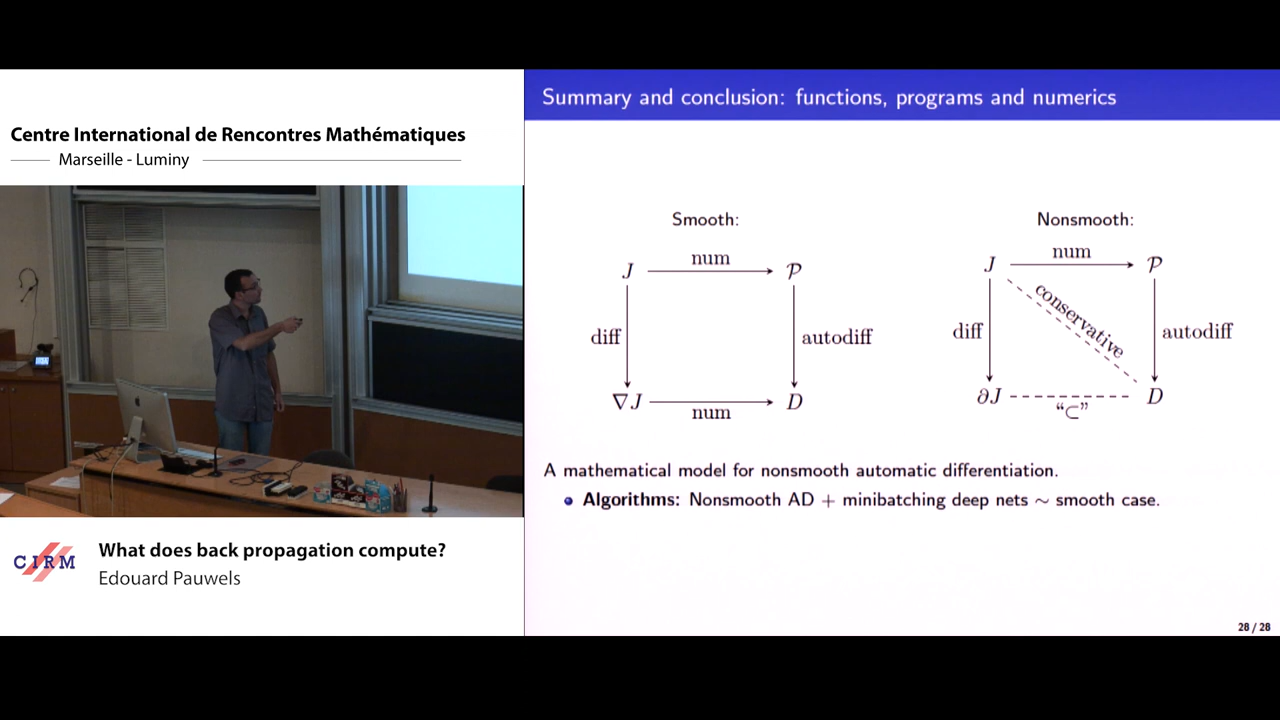 Centre International de Rencontres Mathématiques
Marseille - Luminy
CIRM
What does back propagation compute?
Edouard Pauwels
Summary and conclusion: functions, programs and numerics
Smooth:
J num 𝒫
diff autodiff
∇J num D
Nonsmooth:
J num 𝒫
conservative
diff autodiff
∂J “⊂” D
A mathematical model for nonsmooth automatic differentiation.
• Algorithms: Nonsmooth AD + minibatching deep nets ∼ smooth case.
28 / 28